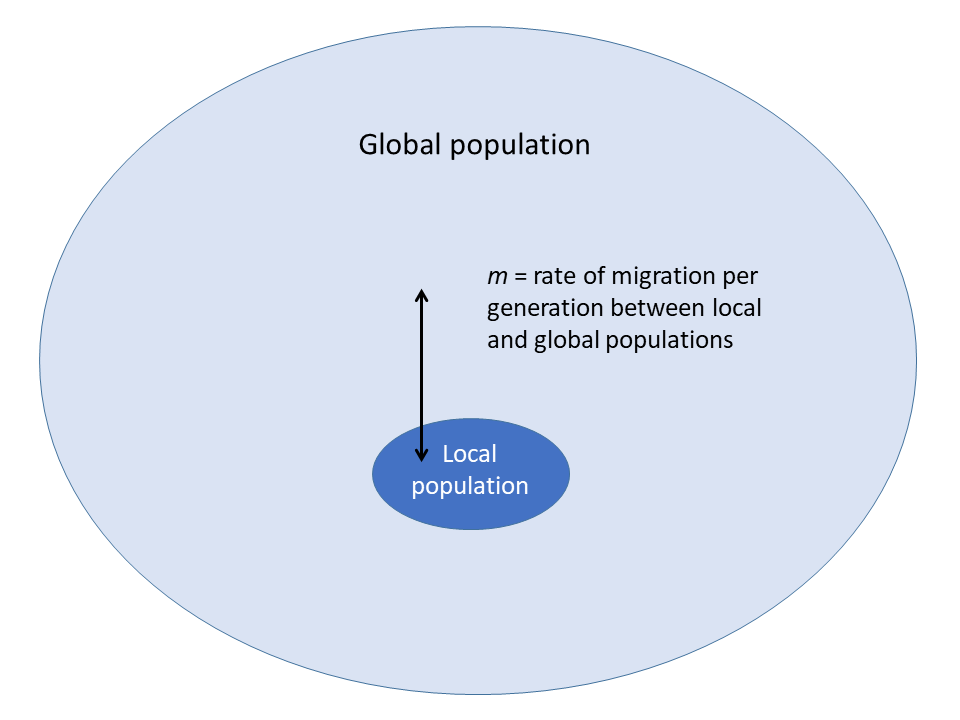 Global population
m = rate of migration per
generation between local
and global populations
Local
population